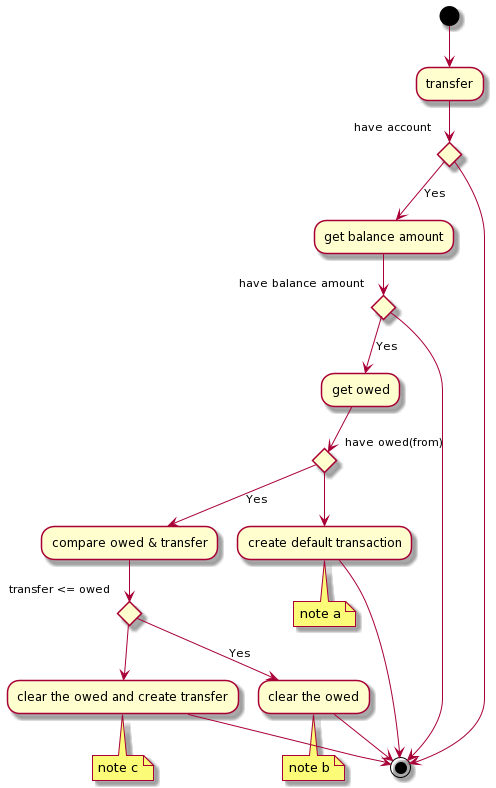 transfer
have account
Yes
get balance amount
have balance amount
Yes
get owed
have owed(from)
Yes
compare owed & transfer
create default transaction
transfer <= owed
note a
Yes
clear the owed and create transfer
clear the owed
note c
note b